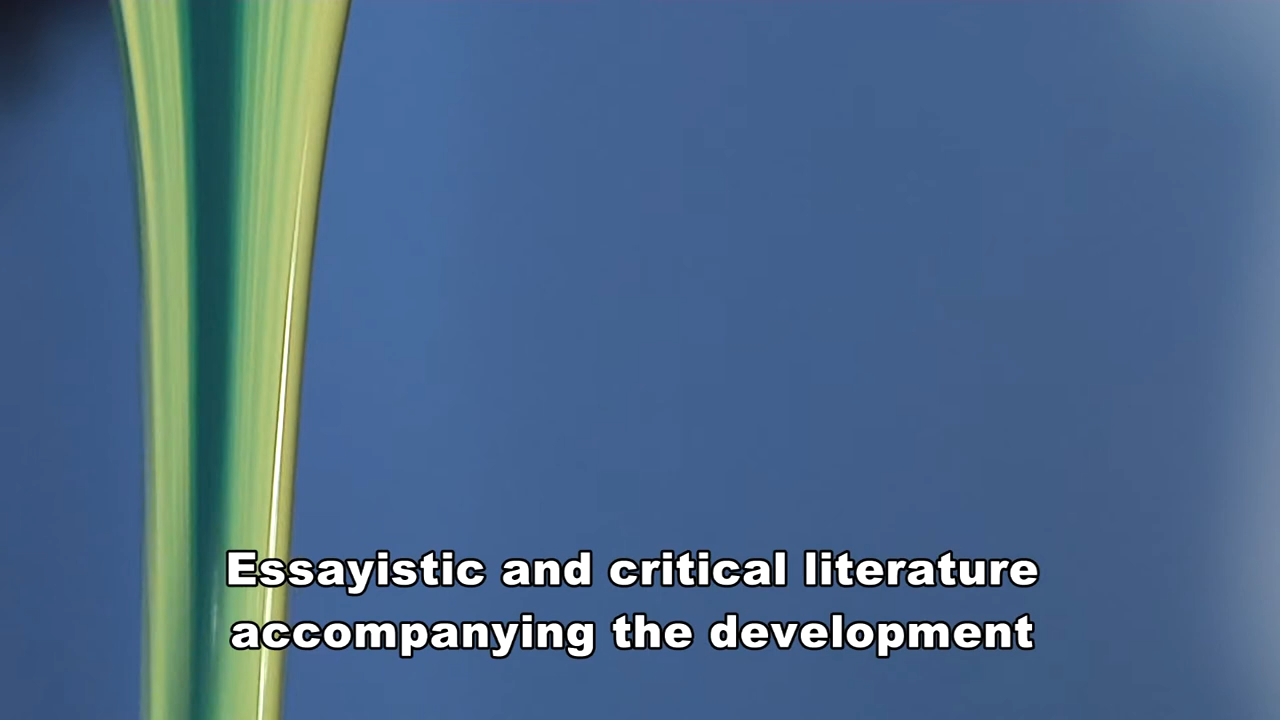 Essayistic and critical literature
accompanying the development